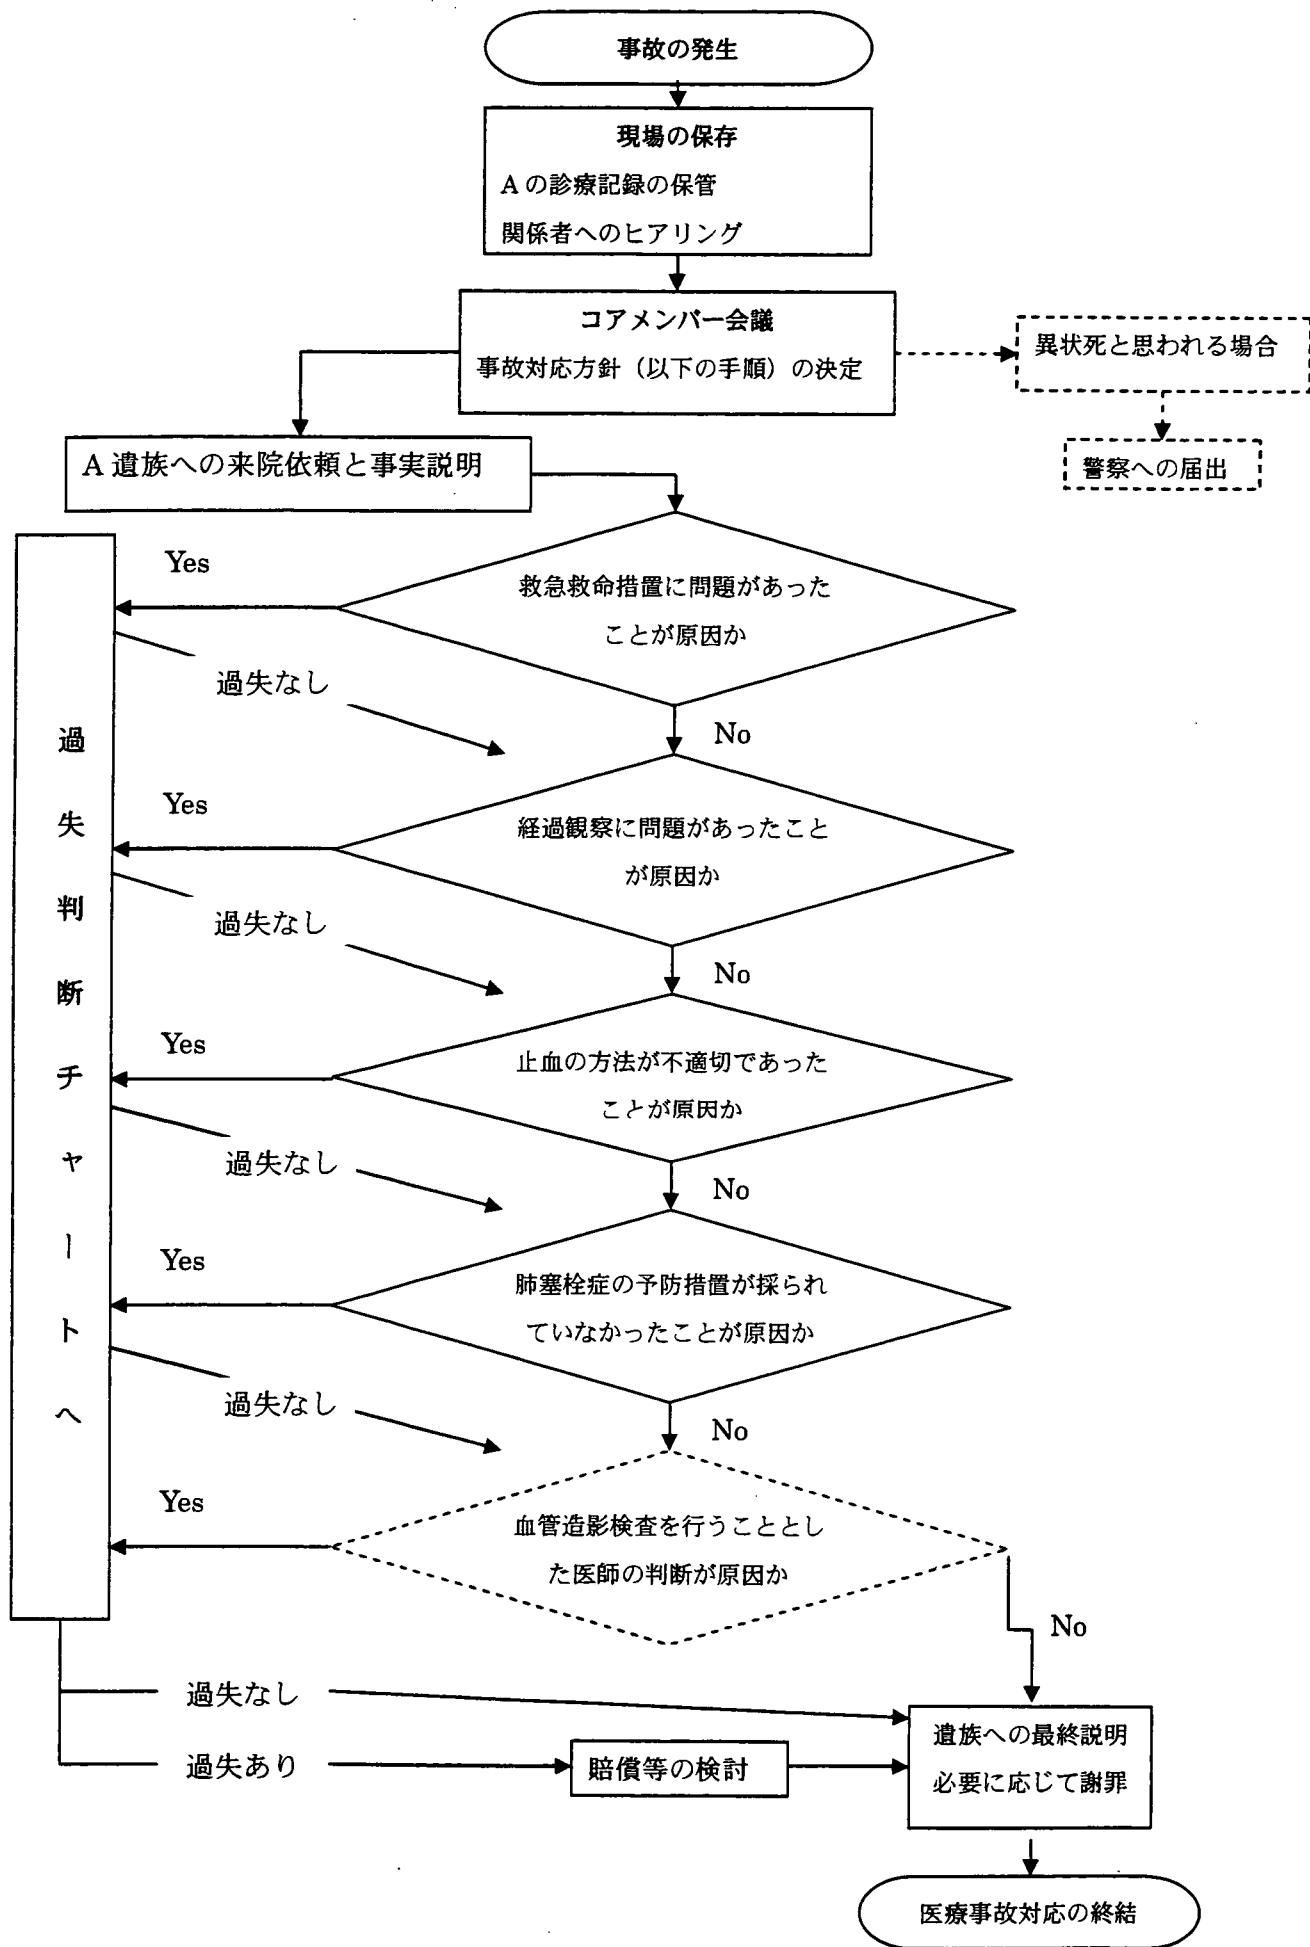 事故の発生
現場の保存
Aの診療記録の保管
関係者へのヒアリング
コアメンバー会議
事故対応方針（以下の手順）の決定
異状死と思われる場合
警察への届出
A 遺族への来院依頼と事実説明
Yes
救急救命措置に問題があった
ことが原因か
過失なし
No
Yes
経過観察に問題があったこと
が原因か
過失なし
No
Yes
止血の方法が不適切であった
ことが原因か
過失なし
No
Yes
肺塞栓症の予防措置が採られ
ていなかったことが原因か
過失なし
No
Yes
血管造影検査を行うこととし
た医師の判断が原因か
No
過失判断チャートへ
過失なし
過失あり
賠償等の検討
遺族への最終説明
必要に応じて謝罪
医療事故対応の終結